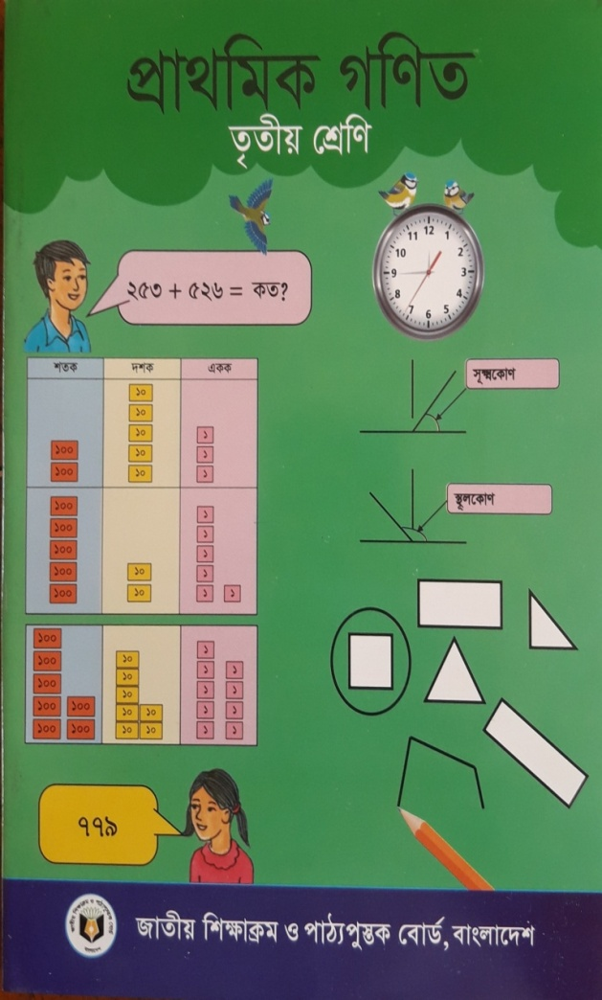 প্রাথমিক গণিত
তৃতীয় শ্রেণি
২৫৩ + ৫২৬ = কত?
12
11 1
10 2
9 3
8 4
7 5
6
শতক দশক একক
১০
১০
১০ ১
১০০ ১০ ১
১০০ ১০ ১
১০০ ১
১০০ ১
১০০ ১
১০০ ১০ ১
১০০ ১০ ১ ১
১০০ ১
১০০ ১০ ১ ১
১০০ ১০ ১ ১
১০ 
১০০ ১০০ ১০ ১০ ১ ১
১০০ ১০০ ১০ ১০ ১ ১
সূক্ষ্মকোণ
স্থূলকোণ
৭৭৯
জাতীয় শিক্ষাক্রম ও পাঠ্যপুস্তক বোর্ড, বাংলাদেশ